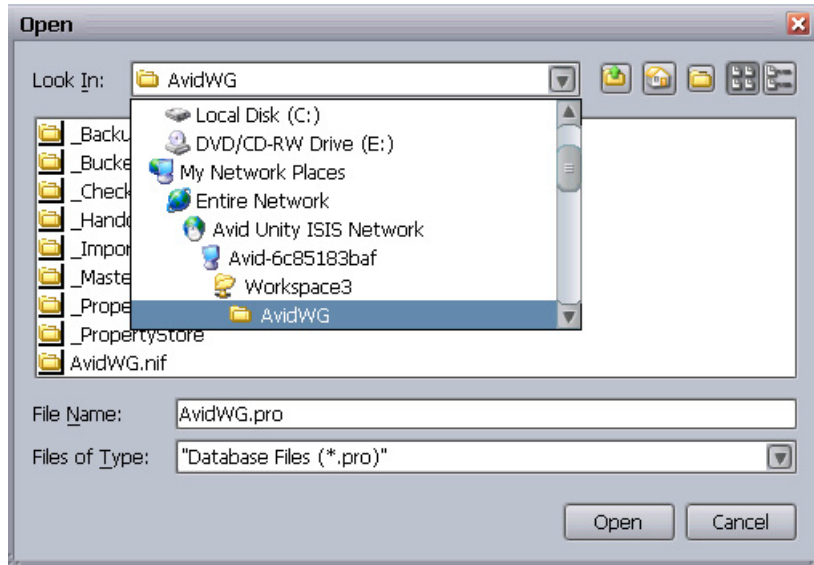 Open
Look In: AvidWG
Local Disk (C:)
DVD/CD-RW Drive (E:)
My Network Places
Entire Network
Avid Unity ISIS Network
Avid-6c85183baf
Workspace3
AvidWG
_Backu
_Bucke
_Check
_Hando
_Impor
_Maste
_Prope
_PropertyStore
AvidWG.nif
File Name: AvidWG.pro
Files of Type: "Database Files (*.pro)"
Open Cancel